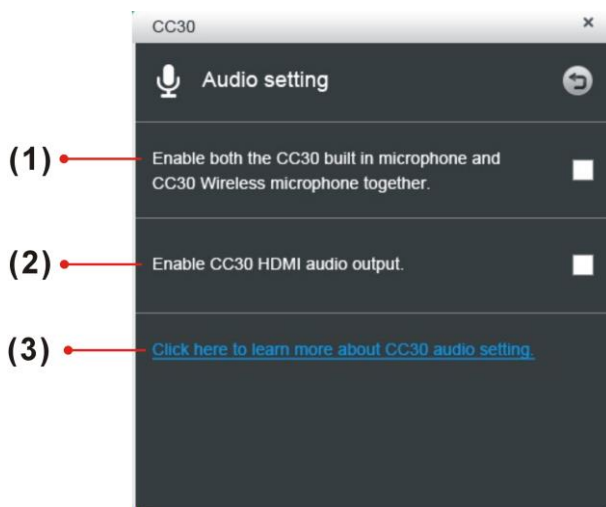 CC30 ×
Audio setting
(1) Enable both the CC30 built in microphone and
CC30 Wireless microphone together.
(2) Enable CC30 HDMI audio output.
(3) Click here to learn more about CC30 audio setting.